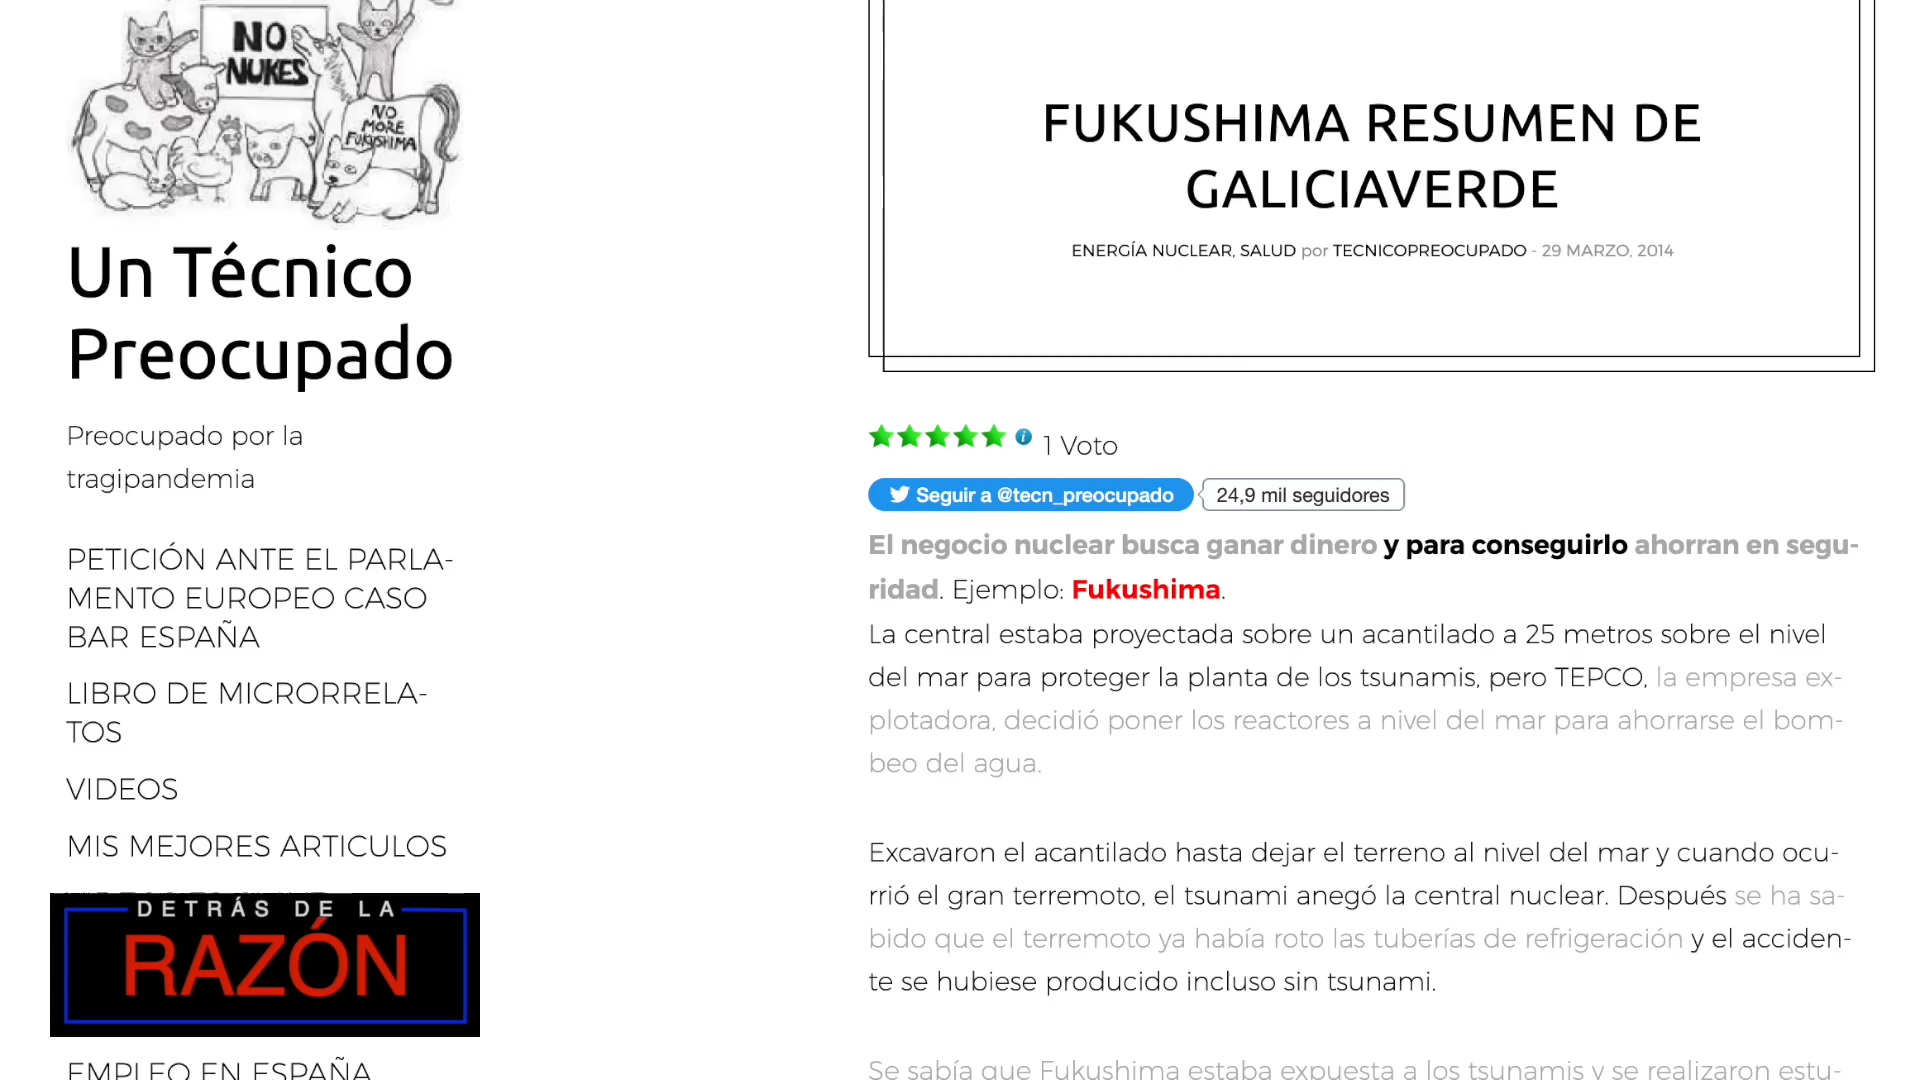 NO
NUKES
NO
MORE
FUKUSHIMA
Un Técnico
Preocupado
Preocupado por la
tragipandemia
PETICIÓN ANTE EL PARLA-
MENTO EUROPEO CASO
BAR ESPAÑA
LIBRO DE MICRORRELA-
TOS
VIDEOS
MIS MEJORES ARTICULOS
DETRÁS DE LA
RAZÓN
EMPLEO EN ESPAÑA
FUKUSHIMA RESUMEN DE
GALICIAVERDE
ENERGÍA NUCLEAR, SALUD por TECNICOPREOCUPADO - 29 MARZO, 2014
1 Voto
Seguir a @tecn_preocupado 24,9 mil seguidores
El negocio nuclear busca ganar dinero y para conseguirlo ahorran en segu-
ridad. Ejemplo: Fukushima.
La central estaba proyectada sobre un acantilado a 25 metros sobre el nivel
del mar para proteger la planta de los tsunamis, pero TEPCO, la empresa ex-
plotadora, decidió poner los reactores a nivel del mar para ahorrarse el bom-
beo del agua.
Excavaron el acantilado hasta dejar el terreno al nivel del mar y cuando ocu-
rrió el gran terremoto, el tsunami anegó la central nuclear. Después se ha sa-
bido que el terremoto ya había roto las tuberías de refrigeración y el acciden-
te se hubiese producido incluso sin tsunami.
Se sabía que Fukushima estaba expuesta a los tsunamis y se realizaron estu-